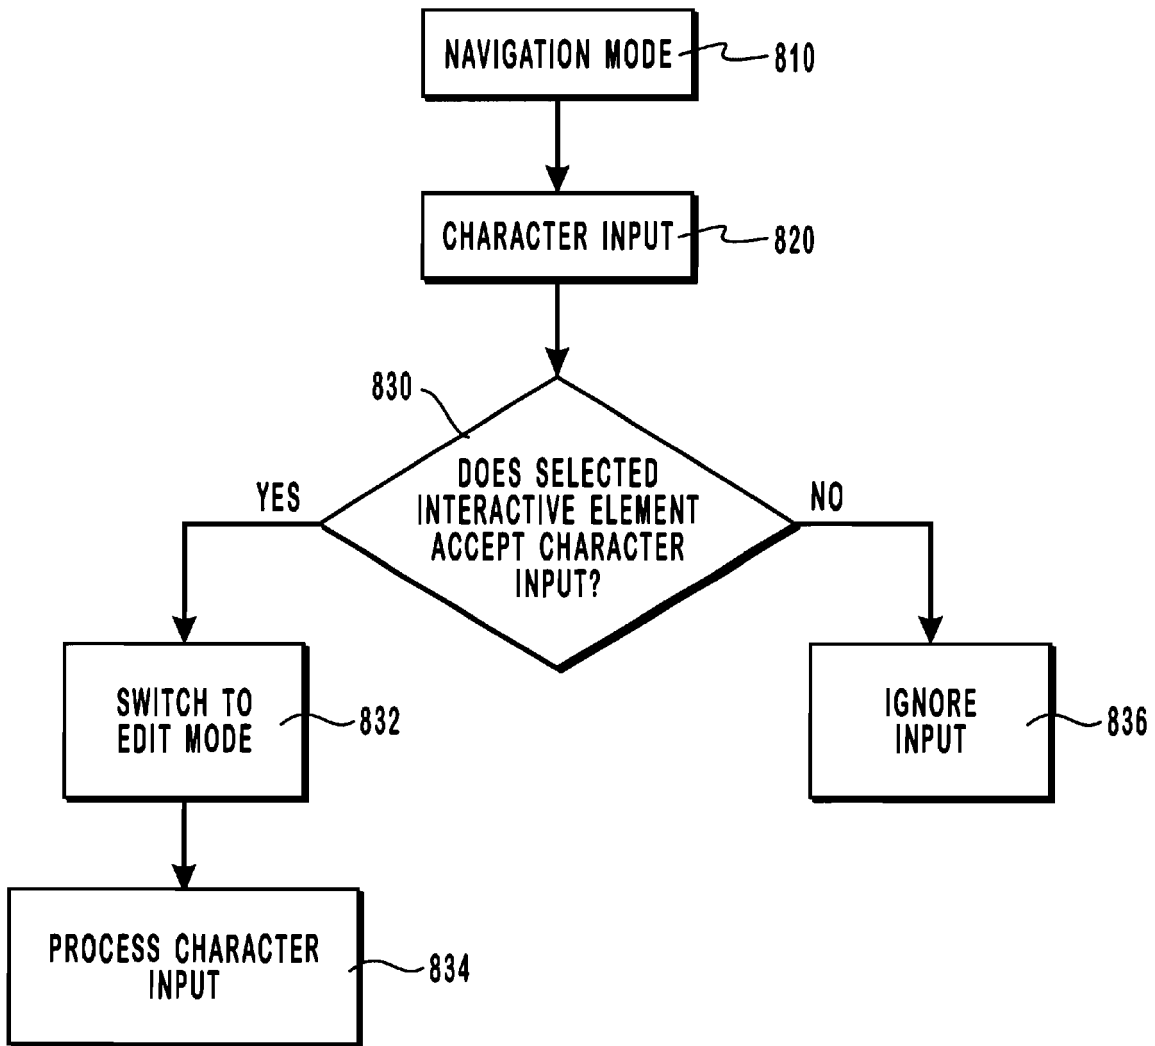 NAVIGATION MODE 810
CHARACTER INPUT 820
830
DOES SELECTED
INTERACTIVE ELEMENT
ACCEPT CHARACTER
INPUT?
YES
NO
SWITCH TO
EDIT MODE
832
IGNORE
INPUT
836
PROCESS CHARACTER
INPUT
834